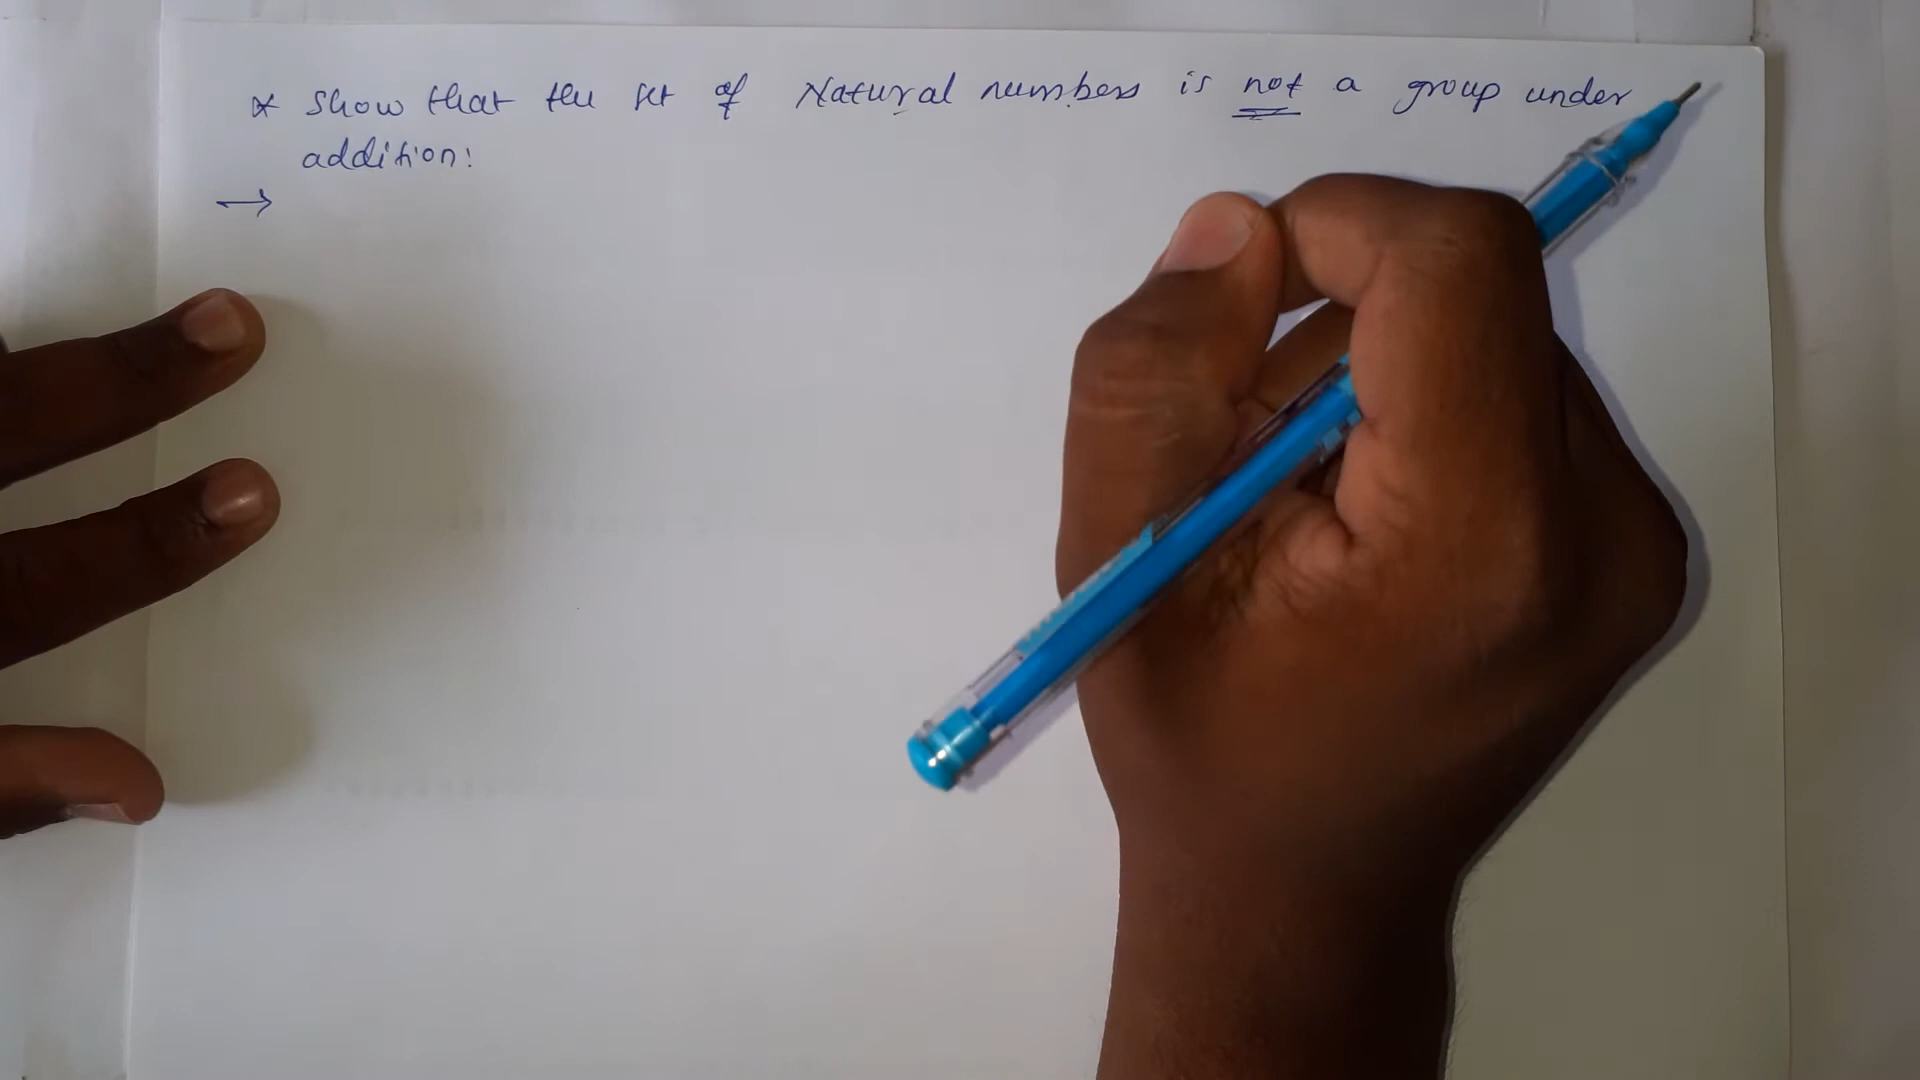 * Show that the set of Natural numbers is not a group under
addition:
→